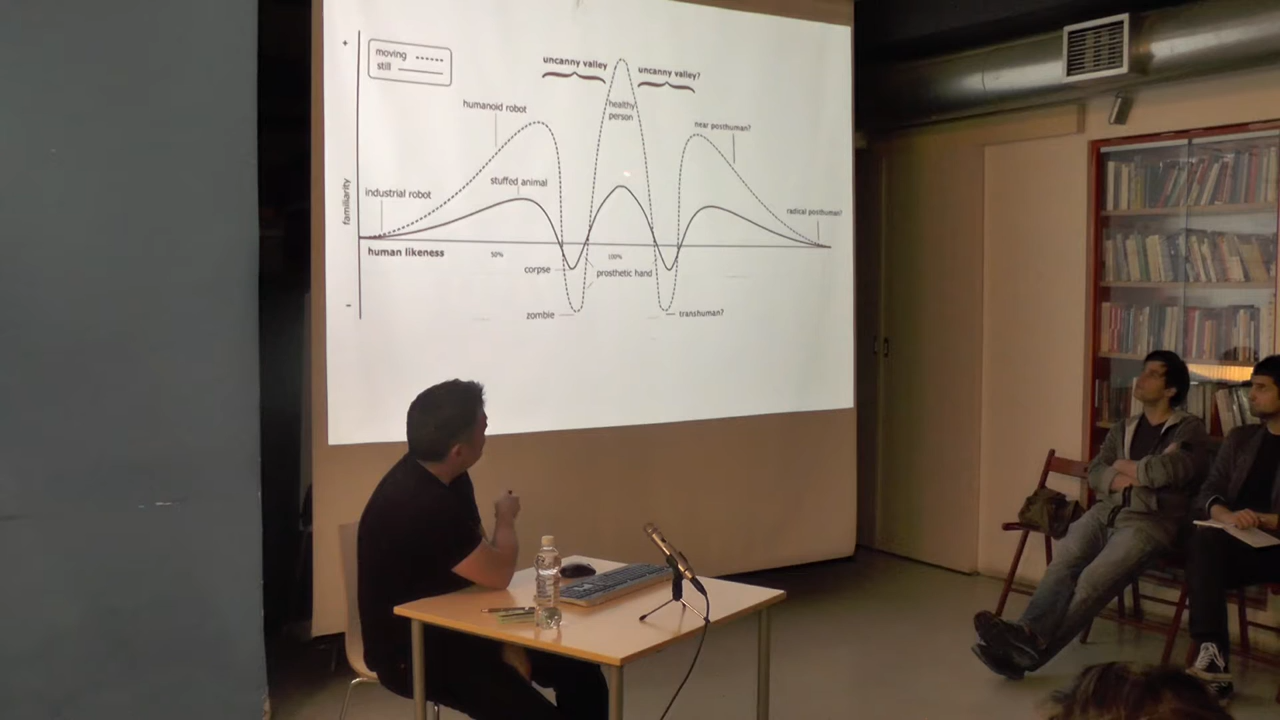 +
moving
still
uncanny valley
uncanny valley?
healthy
person
humanoid robot
near posthuman?
stuffed animal
industrial robot
radical posthuman?
familiarity
human likeness
50%
100%
corpse
prosthetic hand
-
zombie
transhuman?